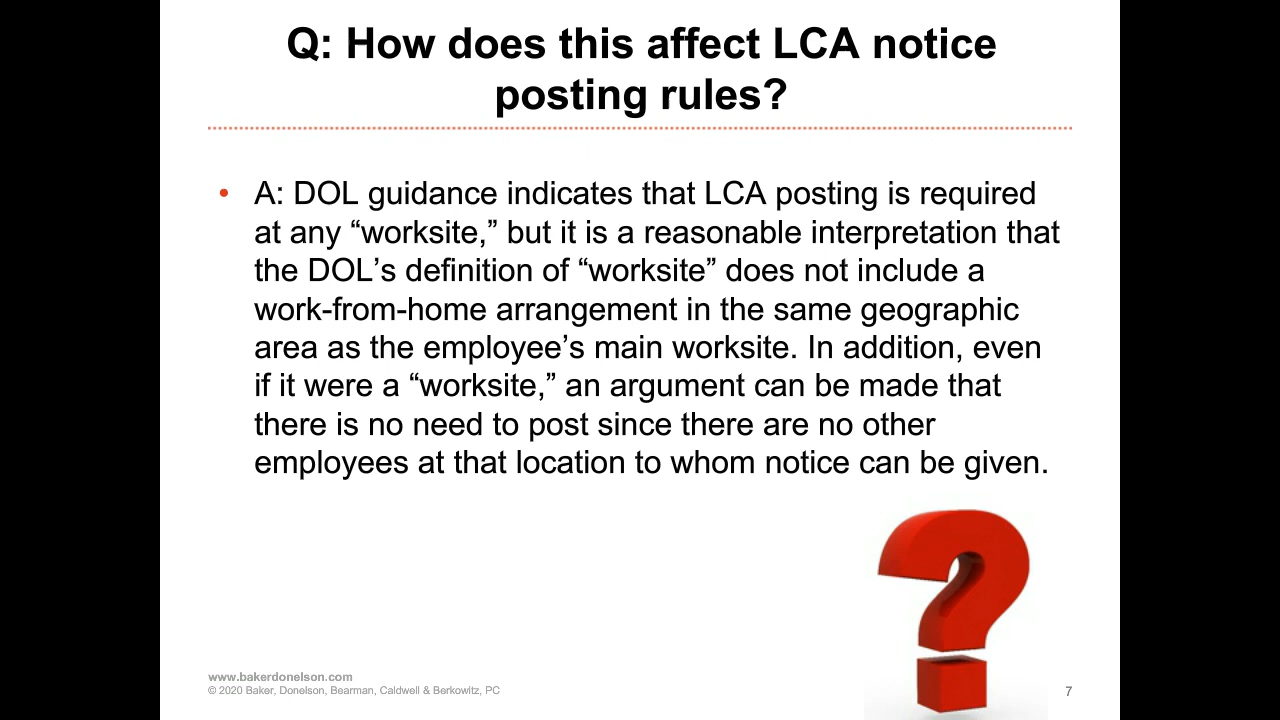 Q: How does this affect LCA notice
posting rules?
• A: DOL guidance indicates that LCA posting is required
at any “worksite,” but it is a reasonable interpretation that
the DOL’s definition of “worksite” does not include a
work-from-home arrangement in the same geographic
area as the employee’s main worksite. In addition, even
if it were a “worksite,” an argument can be made that
there is no need to post since there are no other
employees at that location to whom notice can be given.
?
www.bakerdonelson.com
© 2020 Baker, Donelson, Bearman, Caldwell & Berkowitz, PC
7